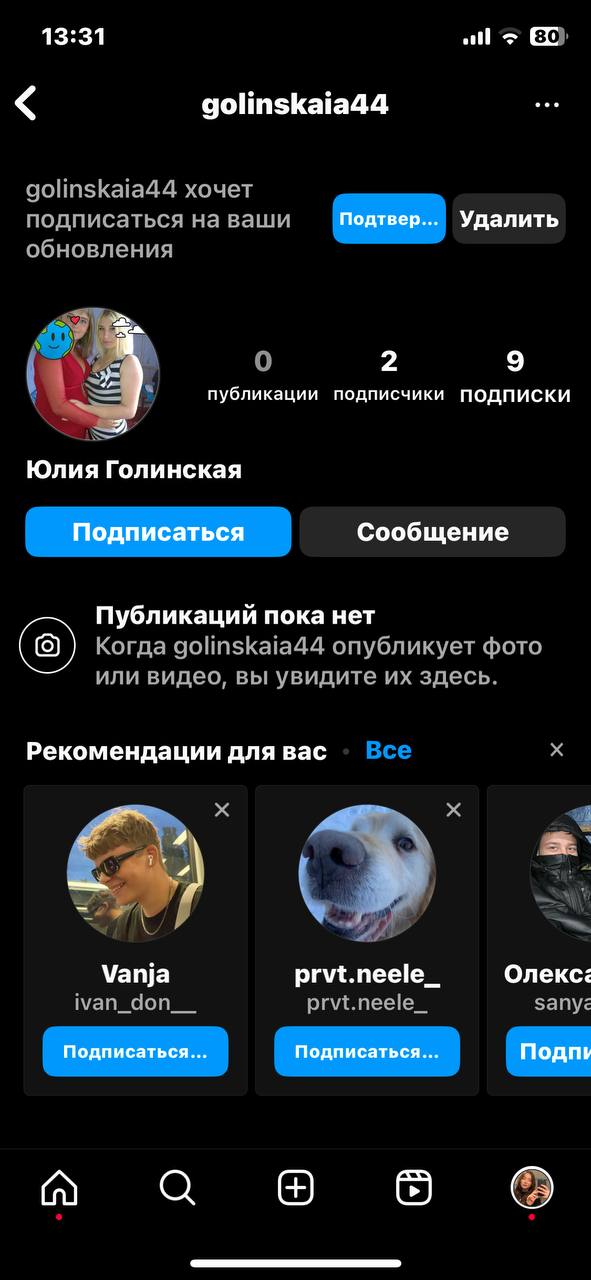 13:31
80
golinskaia44
golinskaia44 хочет
подписаться на ваши
обновления
Подтвер...
Удалить
0
2
9
публикации
подписчики
подписки
Юлия Голинская
Подписаться
Сообщение
Публикаций пока нет
Когда golinskaia44 опубликует фото
или видео, вы увидите их здесь.
Рекомендации для вас • Все
Vanja
ivan_don__
Подписаться...
prvt.neele_
prvt.neele_
Подписаться...
Олекса
sanya
Подпи